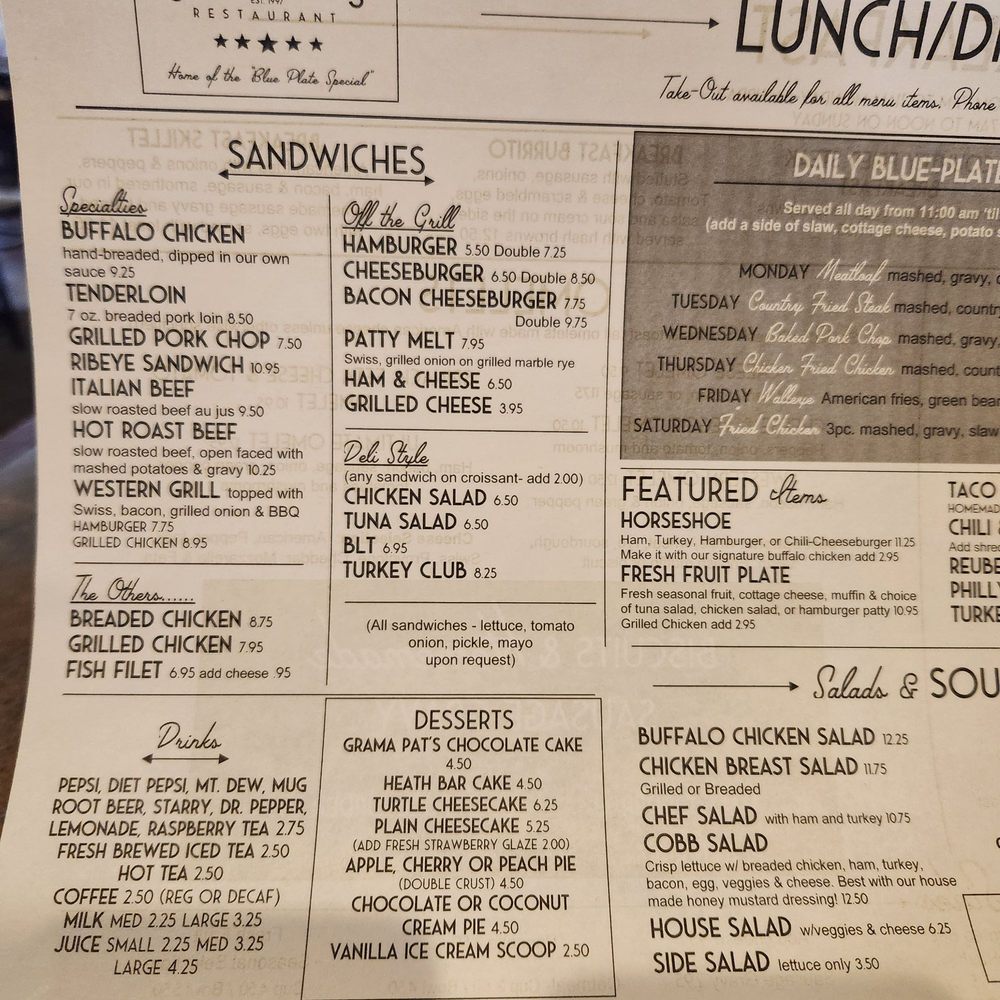 EST. 1997
RESTAURANT
Home of the "Blue Plate Special"
LUNCH/DI
Take-Out available for all menu items. Phone
SANDWICHES
Specialties
BUFFALO CHICKEN
hand-breaded, dipped in our own
sauce 9.25
TENDERLOIN
7 oz. breaded pork loin 8.50
GRILLED PORK CHOP 7.50
RIBEYE SANDWICH 10.95
ITALIAN BEEF
slow roasted beef au jus 9.50
HOT ROAST BEEF
slow roasted beef, open faced with
mashed potatoes & gravy 10.25
WESTERN GRILL topped with
Swiss, bacon, grilled onion & BBQ
HAMBURGER 7.75
GRILLED CHICKEN 8.95
The Others......
BREADED CHICKEN 8.75
GRILLED CHICKEN 7.95
FISH FILET 6.95 add cheese .95
Off the Grill
HAMBURGER 5.50 Double 7.25
CHEESEBURGER 6.50 Double 8.50
BACON CHEESEBURGER 7.75
Double 9.75
PATTY MELT 7.95
Swiss, grilled onion on grilled marble rye
HAM & CHEESE 6.50
GRILLED CHEESE 3.95
Deli Style
(any sandwich on croissant- add 2.00)
CHICKEN SALAD 6.50
TUNA SALAD 6.50
BLT 6.95
TURKEY CLUB 8.25
(All sandwiches - lettuce, tomato
onion, pickle, mayo
upon request)
DAILY BLUE-PLATE
Served all day from 11:00 am 'til
(add a side of slaw, cottage cheese, potato s
MONDAY Meatloaf mashed, gravy,
TUESDAY Country Fried Steak mashed, country
WEDNESDAY Baked Pork Chop mashed, gravy,
THURSDAY Chicken Fried Chicken mashed, count
FRIDAY Walleye American fries, green bean
SATURDAY Fried Chicken 3pc. mashed, gravy, slaw
FEATURED Items
HORSESHOE
Ham, Turkey, Hamburger, or Chili-Cheeseburger 11.25
Make it with our signature buffalo chicken add 2.95
FRESH FRUIT PLATE
Fresh seasonal fruit, cottage cheese, muffin & choice
of tuna salad, chicken salad, or hamburger patty 10.95
Grilled Chicken add 2.95
TACO
HOMEMAD
CHILI
Add shre
REUBE
PHILLY
TURKE
Drinks
PEPSI, DIET PEPSI, MT. DEW, MUG
ROOT BEER, STARRY, DR. PEPPER,
LEMONADE, RASPBERRY TEA 2.75
FRESH BREWED ICED TEA 2.50
HOT TEA 2.50
COFFEE 2.50 (REG OR DECAF)
MILK MED 2.25 LARGE 3.25
JUICE SMALL 2.25 MED 3.25
LARGE 4.25
DESSERTS
GRAMA PAT'S CHOCOLATE CAKE
4.50
HEATH BAR CAKE 4.50
TURTLE CHEESECAKE 6.25
PLAIN CHEESECAKE 5.25
(ADD FRESH STRAWBERRY GLAZE 2.00)
APPLE, CHERRY OR PEACH PIE
(DOUBLE CRUST) 4.50
CHOCOLATE OR COCONUT
CREAM PIE 4.50
VANILLA ICE CREAM SCOOP 2.50
Salads & SOU
BUFFALO CHICKEN SALAD 12.25
CHICKEN BREAST SALAD 11.75
Grilled or Breaded
CHEF SALAD with ham and turkey 10.75
COBB SALAD
Crisp lettuce w/ breaded chicken, ham, turkey,
bacon, egg, veggies & cheese. Best with our house
made honey mustard dressing! 12.50
HOUSE SALAD w/veggies & cheese 6.25
SIDE SALAD lettuce only 3.50